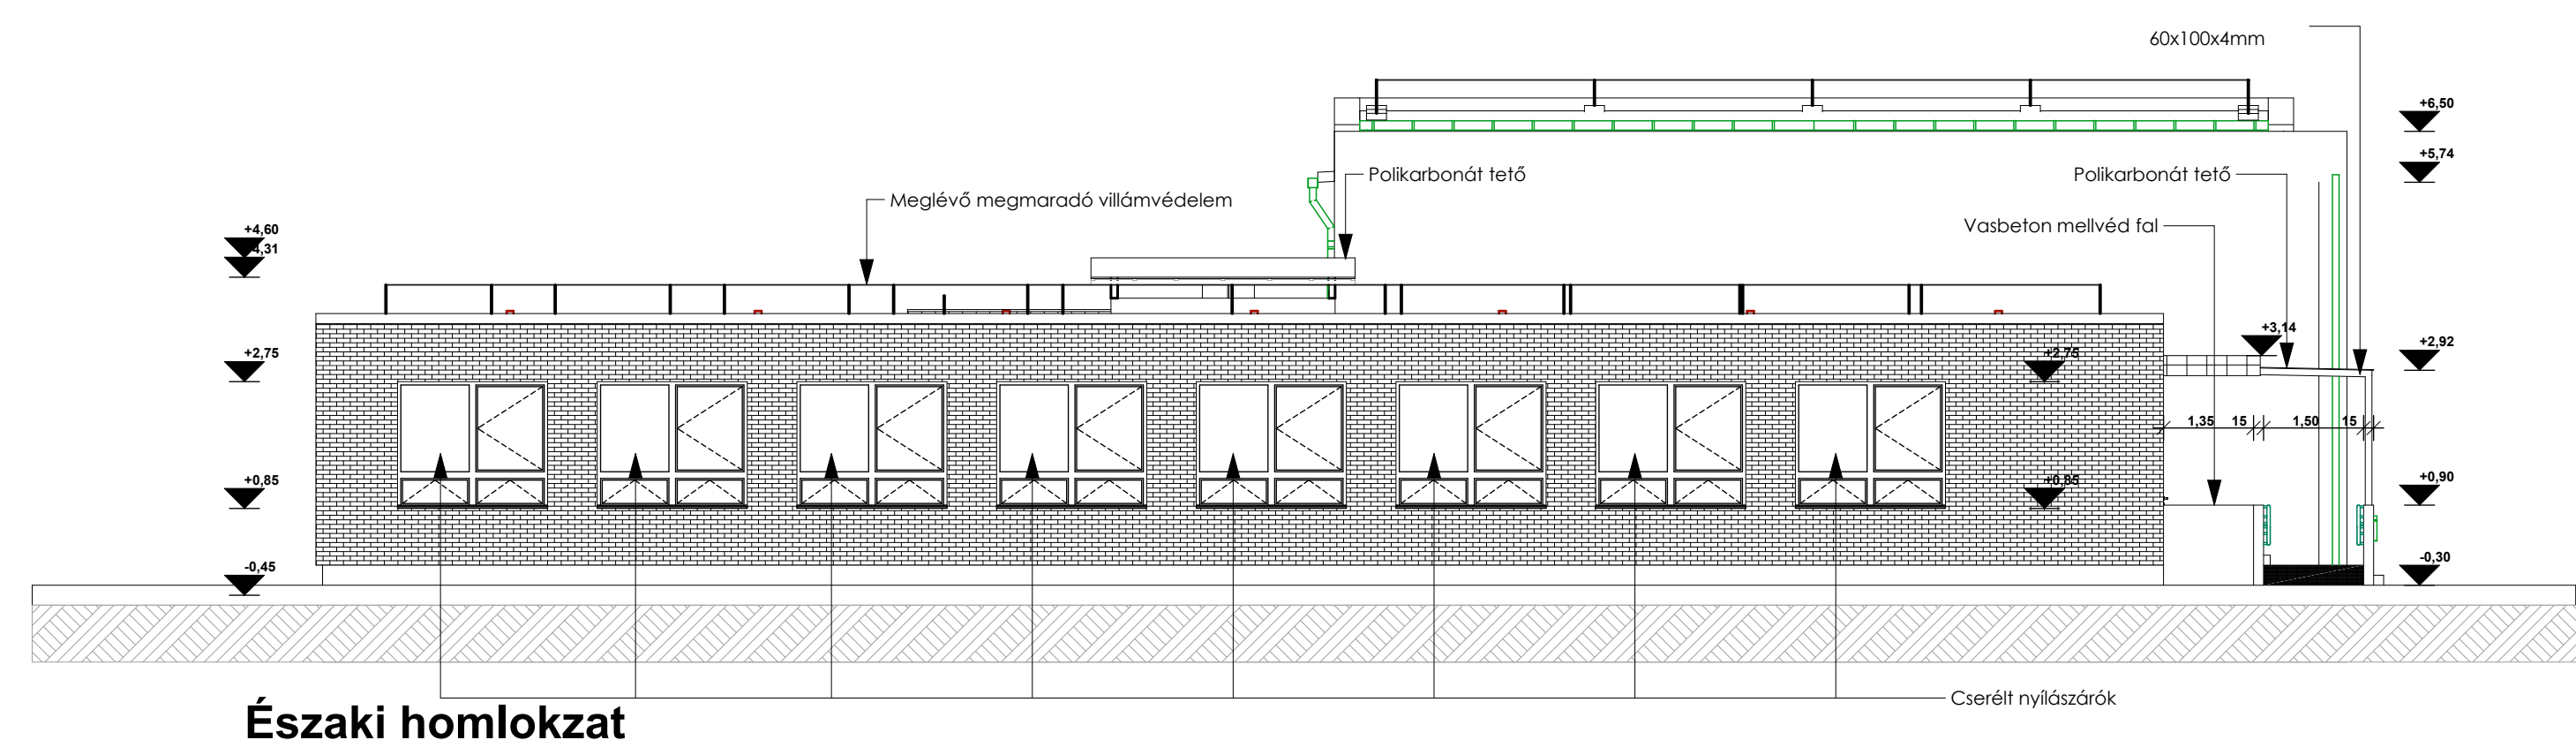 60x100x4mm
+6,50
+5,74
Polikarbonát tető
Polikarbonát tető
Meglévő megmaradó villámvédelem
Vasbeton mellvéd fal
+4,60
+3,14
+2,75
+2,75
+2,92
1,35 15 1,50 15
+0,85
+0,85
+0,90
-0,45
-0,30
Cserélt nyílászárók
Északi homlokzat